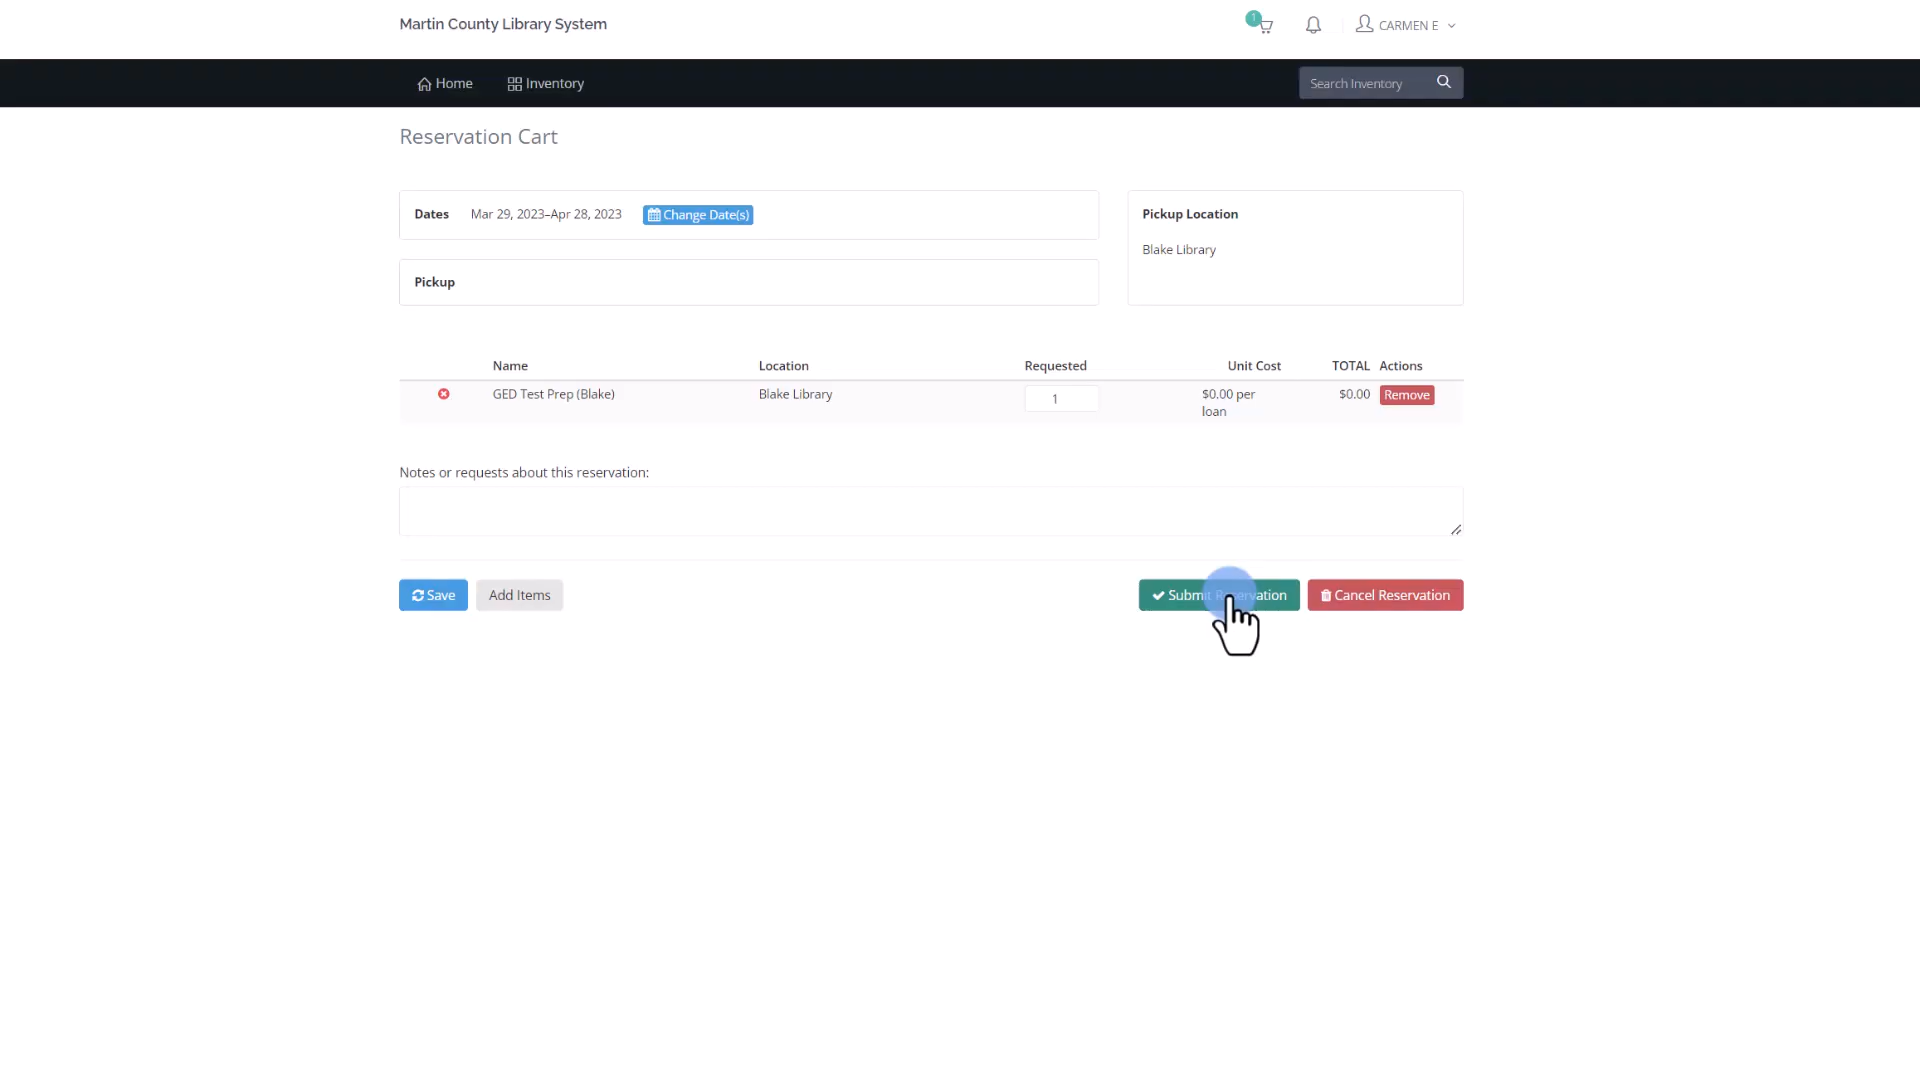 Martin County Library System
1
CARMEN E
Home
Inventory
Search Inventory
Reservation Cart
Dates Mar 29, 2023–Apr 28, 2023 Change Date(s)
Pickup
Pickup Location
Blake Library
Name Location Requested Unit Cost TOTAL Actions
GED Test Prep (Blake) Blake Library 1 $0.00 per $0.00 Remove
loan
Notes or requests about this reservation:
Save Add Items Submit Reservation Cancel Reservation